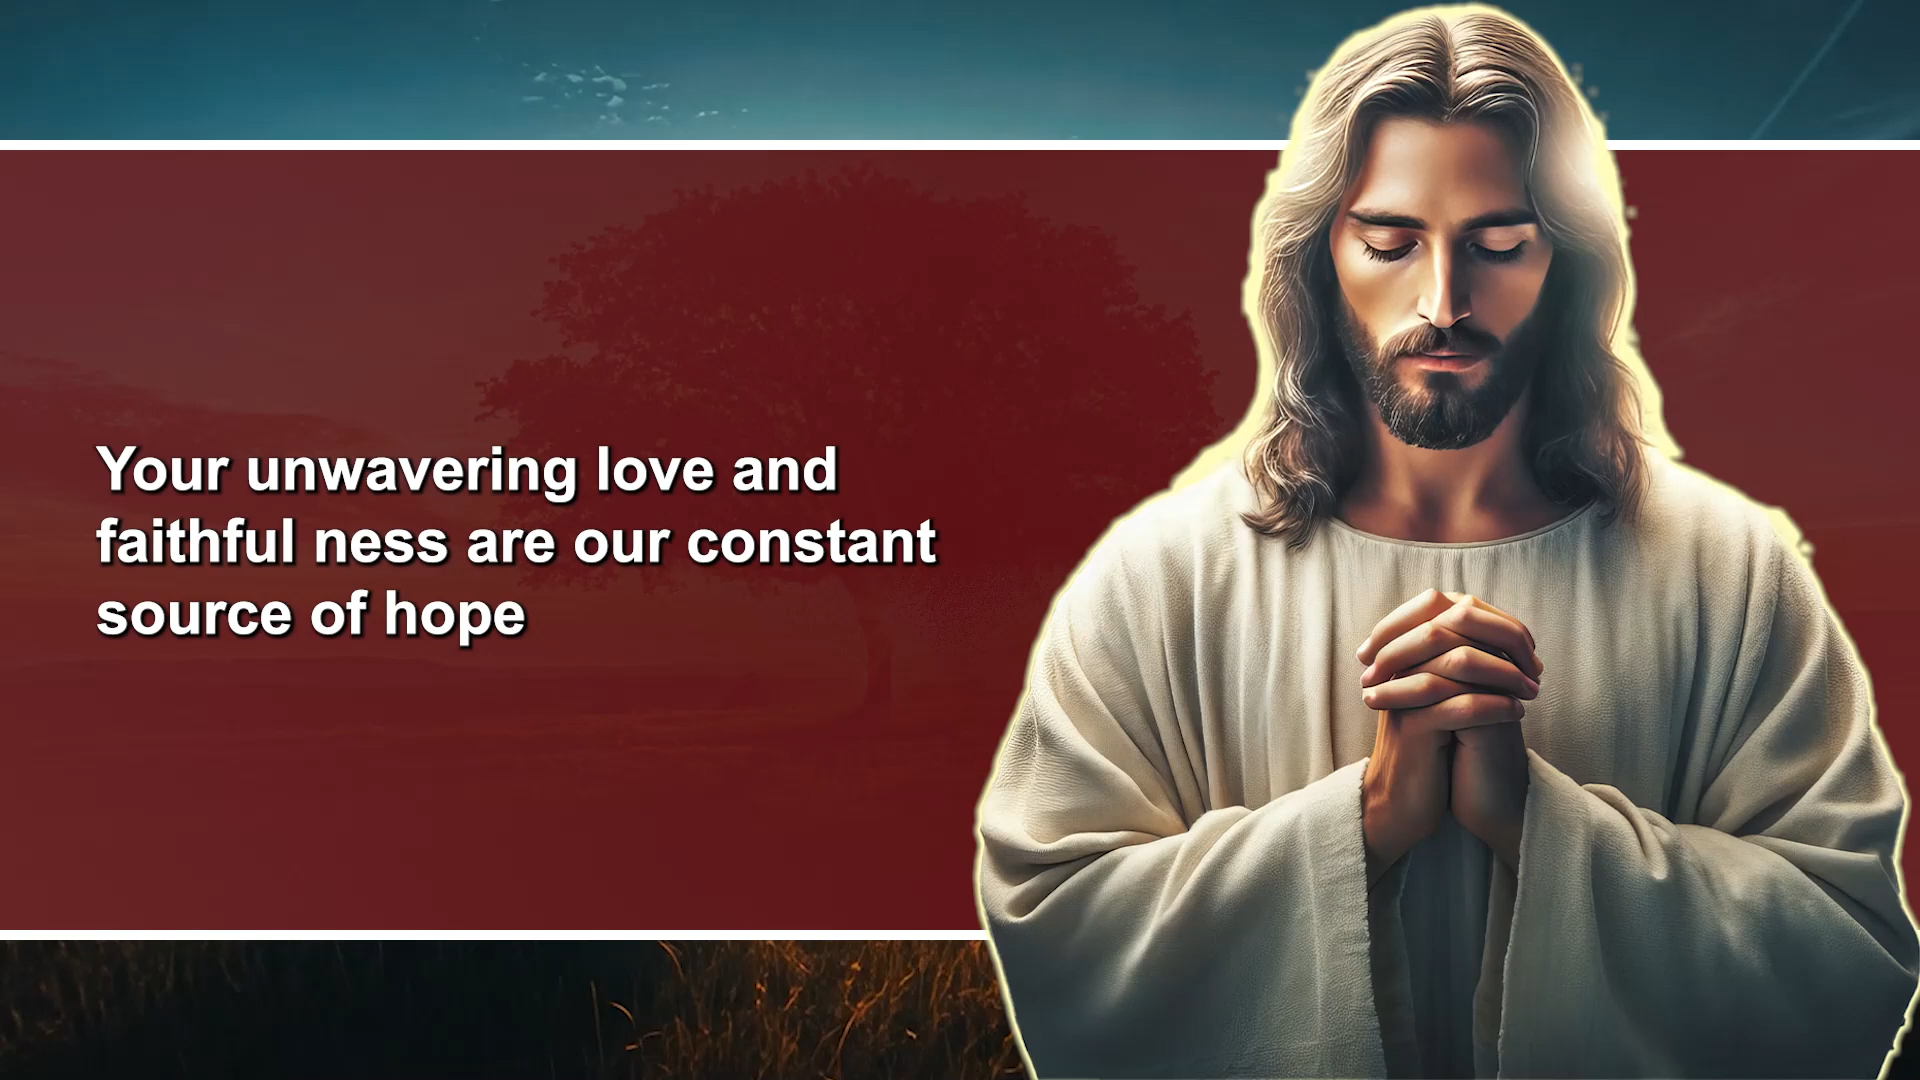 Your unwavering love and
faithful ness are our constant
source of hope